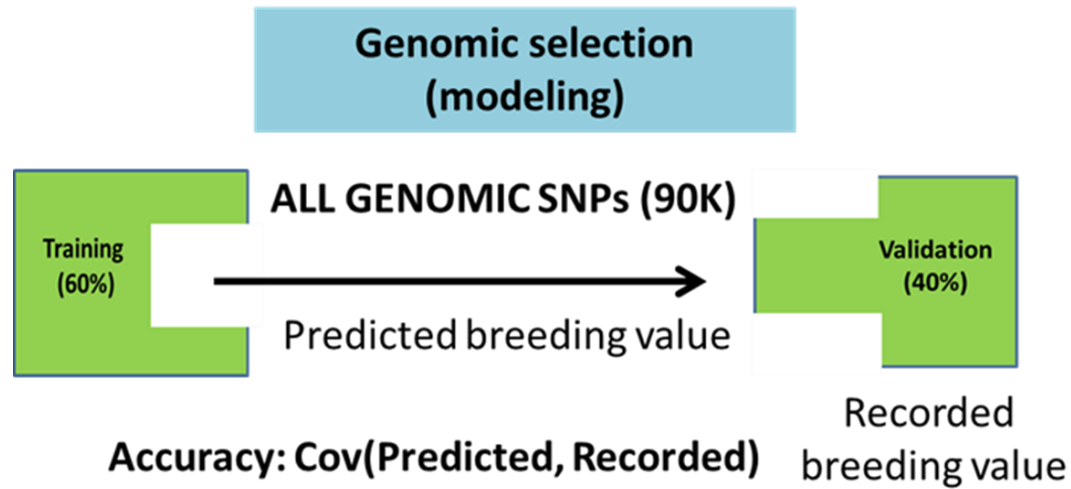 Genomic selection
(modeling)
ALL GENOMIC SNPs (90K)
Training
(60%)
Validation
(40%)
Predicted breeding value
Recorded
breeding value
Accuracy: Cov(Predicted, Recorded)